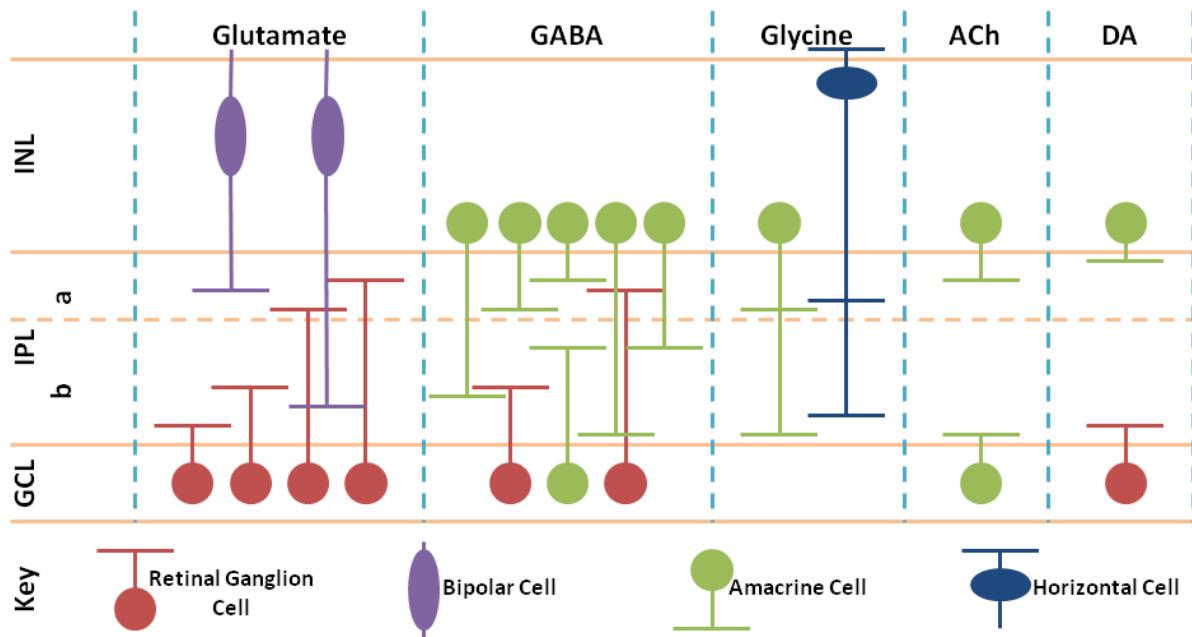 Glutamate GABA Glycine ACh DA
INL
IPL
a
b
GCL
Key
Retinal Ganglion
Cell
Bipolar Cell
Amacrine Cell
Horizontal Cell